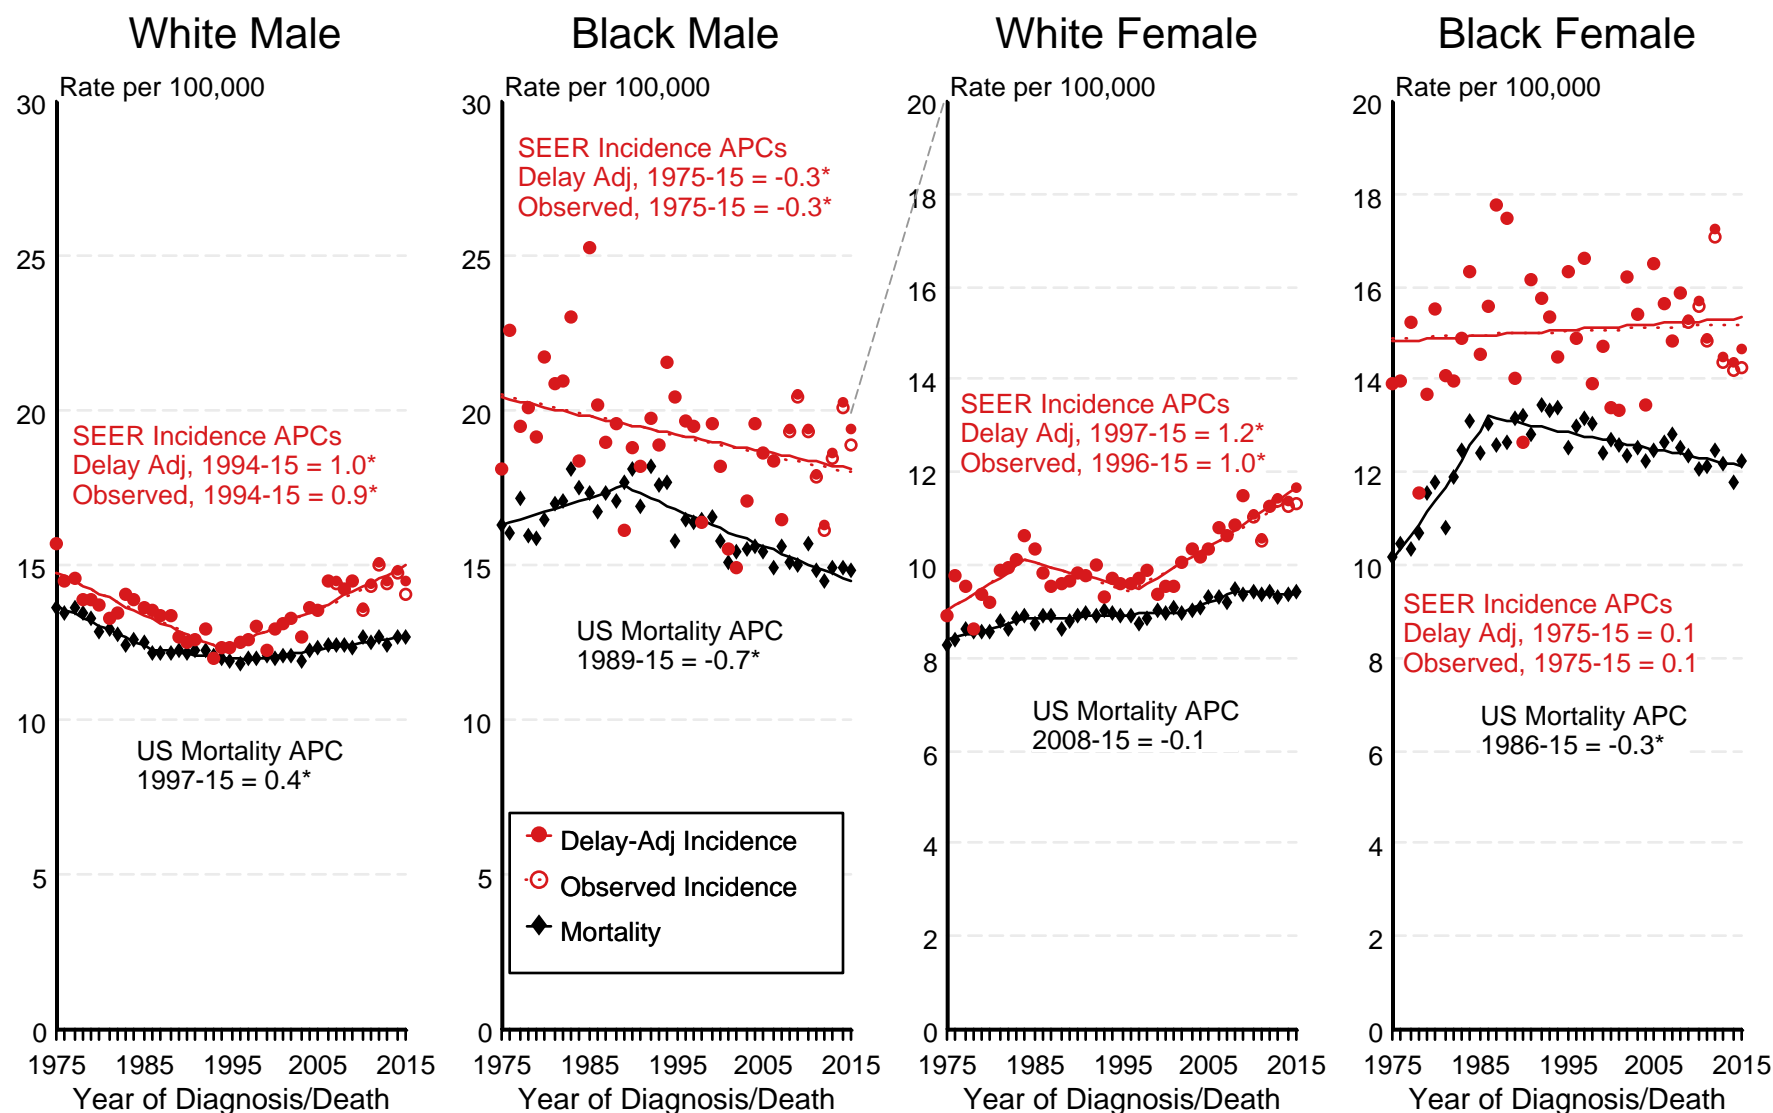 White Male
Rate per 100,000
30
25
20
15
10
5
0
SEER Incidence APCs
Delay Adj, 1994-15 = 1.0*
Observed, 1994-15 = 0.9*
US Mortality APC
1997-15 = 0.4*
1975 1985 1995 2005 2015
Year of Diagnosis/Death
Black Male
Rate per 100,000
30
25
20
15
10
5
0
SEER Incidence APCs
Delay Adj, 1975-15 = -0.3*
Observed, 1975-15 = -0.3*
US Mortality APC
1989-15 = -0.7*
Delay-Adj Incidence
Observed Incidence
Mortality
1975 1985 1995 2005 2015
Year of Diagnosis/Death
White Female
Rate per 100,000
20
18
16
14
12
10
8
6
4
2
0
SEER Incidence APCs
Delay Adj, 1997-15 = 1.2*
Observed, 1996-15 = 1.0*
US Mortality APC
2008-15 = -0.1
1975 1985 1995 2005 2015
Year of Diagnosis/Death
Black Female
Rate per 100,000
20
18
16
14
12
10
8
6
4
2
0
SEER Incidence APCs
Delay Adj, 1975-15 = 0.1
Observed, 1975-15 = 0.1
US Mortality APC
1986-15 = -0.3*
1975 1985 1995 2005 2015
Year of Diagnosis/Death